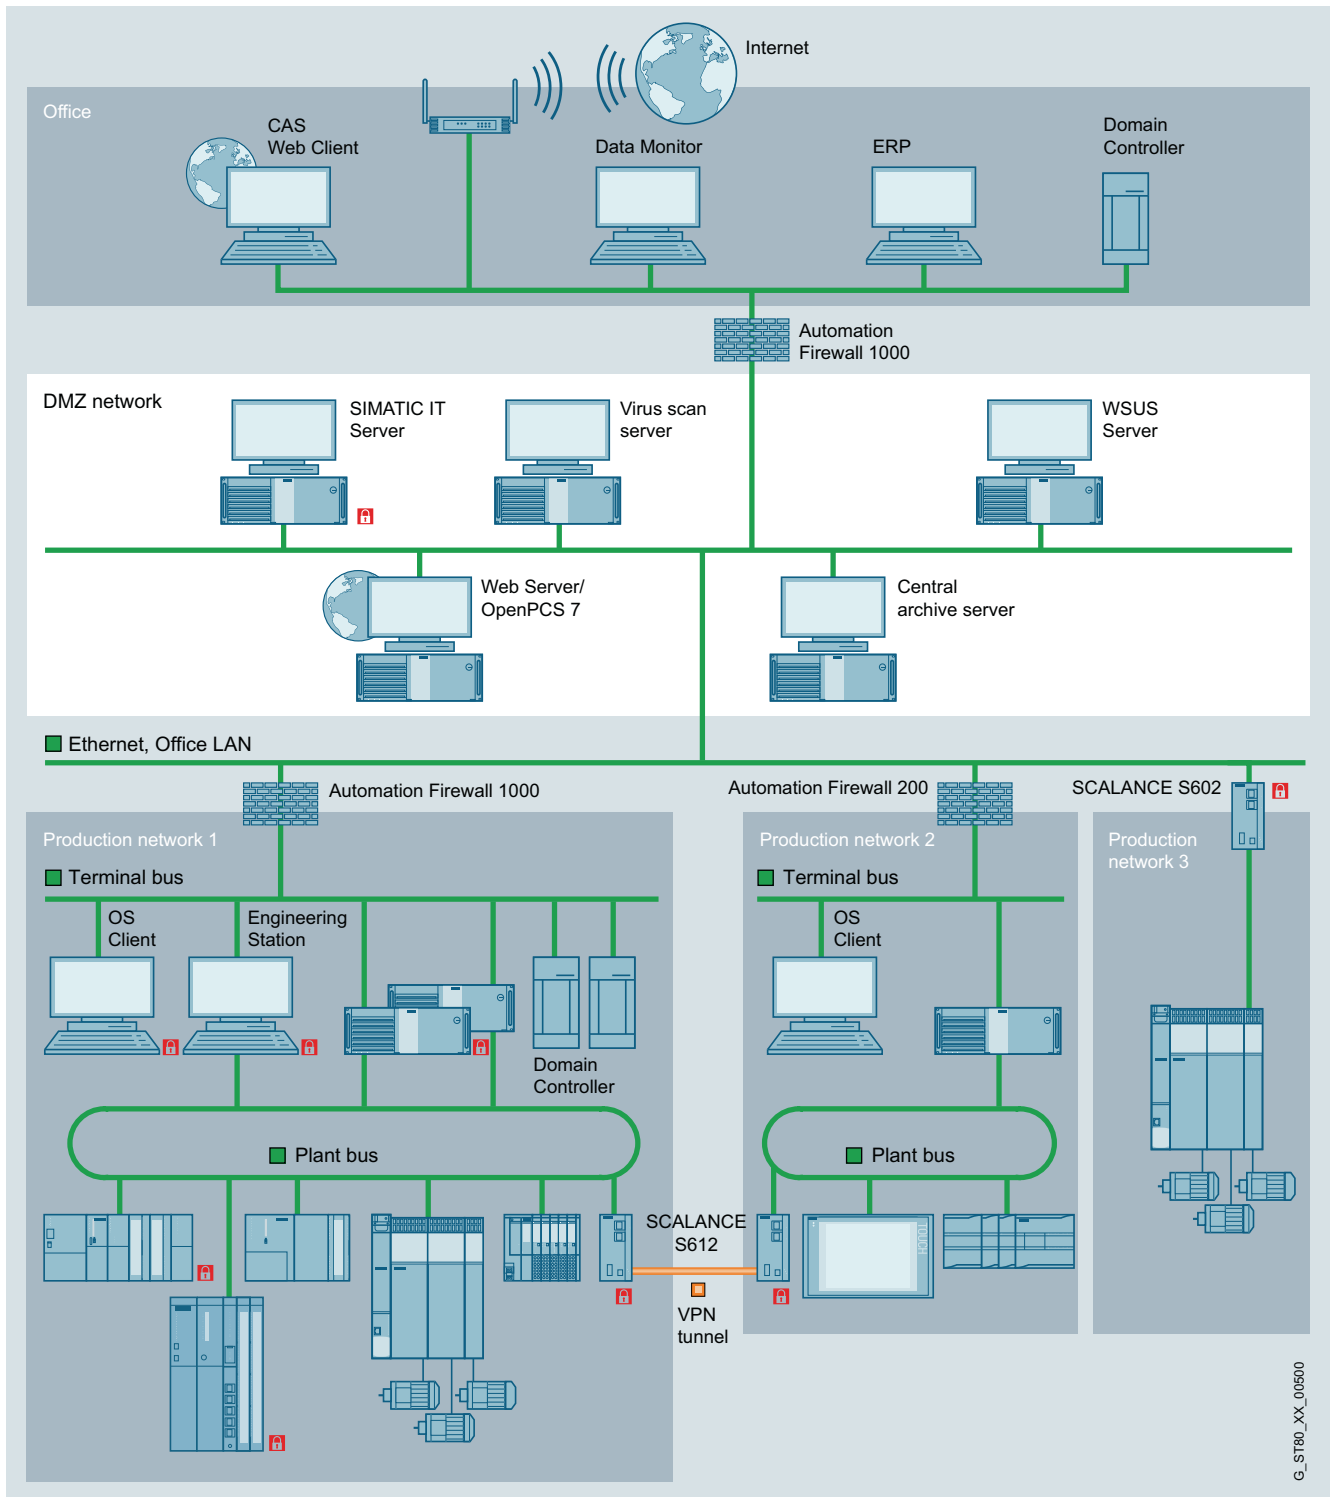 Internet
Office
CAS
Web Client
Data Monitor
ERP
Domain
Controller
Automation
Firewall 1000
DMZ network
SIMATIC IT
Server
Virus scan
server
WSUS
Server
Web Server/
OpenPCS 7
Central
archive server
Ethernet, Office LAN
Automation Firewall 1000
Automation Firewall 200
SCALANCE S602
Production network 1
Production network 2
Production
network 3
Terminal bus
Terminal bus
OS
Client
Engineering
Station
OS
Client
Domain
Controller
Plant bus
Plant bus
SCALANCE
S612
TOUCH
VPN
tunnel
G_ST80_XX_00500